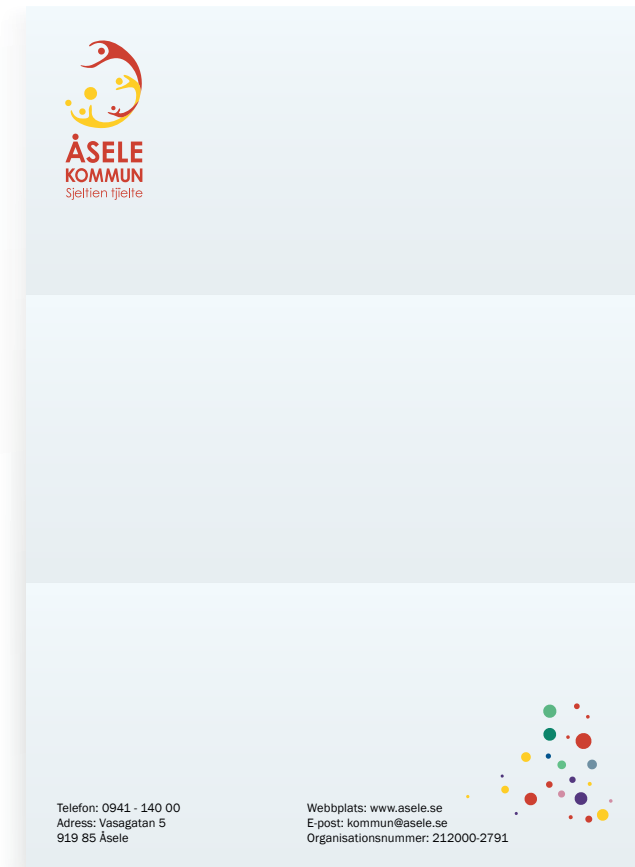 ÅSELE
KOMMUN
Sjeltien tjïelte
Telefon: 0941 - 140 00
Adress: Vasagatan 5
919 85 Åsele
Webbplats: www.asele.se
E-post: kommun@asele.se
Organisationsnummer: 212000-2791